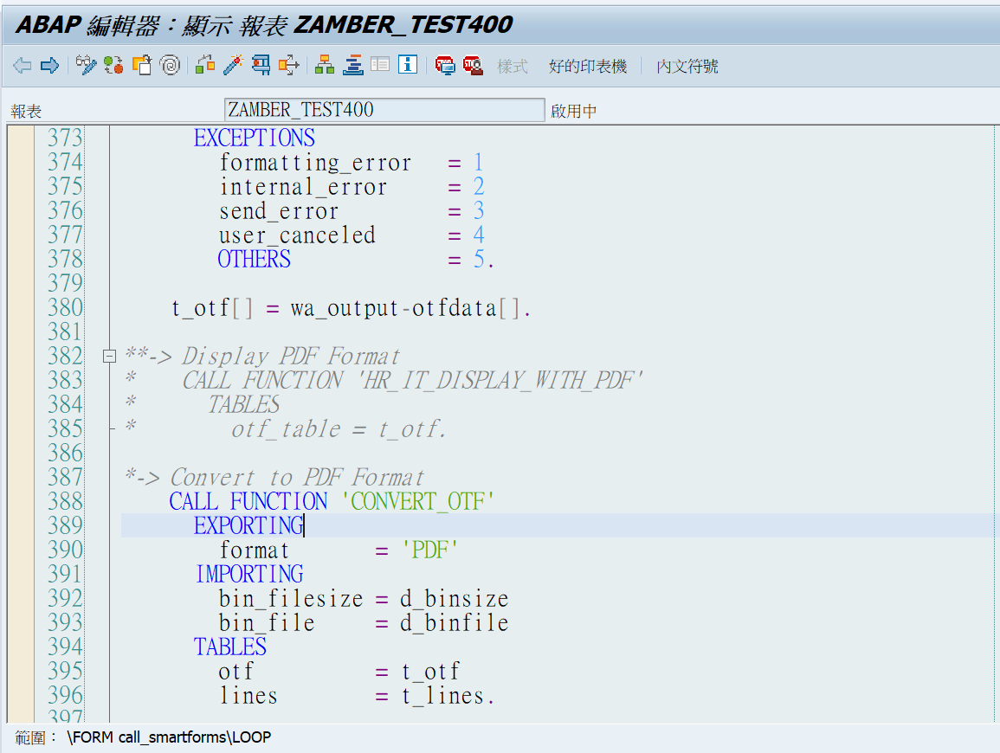 ABAP 編輯器：顯示 報表 ZAMBER_TEST400
樣式 好的印表機 內文符號
報表 ZAMBER_TEST400 啟用中
373 EXCEPTIONS
374 formatting_error = 1
375 internal_error = 2
376 send_error = 3
377 user_canceled = 4
378 OTHERS = 5.
379
380 t_otf[] = wa_output-otfdata[].
381
382 **-> Display PDF Format
383 * CALL FUNCTION 'HR_IT_DISPLAY_WITH_PDF'
384 * TABLES
385 * otf_table = t_otf.
386
387 *-> Convert to PDF Format
388 CALL FUNCTION 'CONVERT_OTF'
389 EXPORTING
390 format = 'PDF'
391 IMPORTING
392 bin_filesize = d_binsize
393 bin_file = d_binfile
394 TABLES
395 otf = t_otf
396 lines = t_lines.
397
範圍： \FORM call_smartforms\LOOP